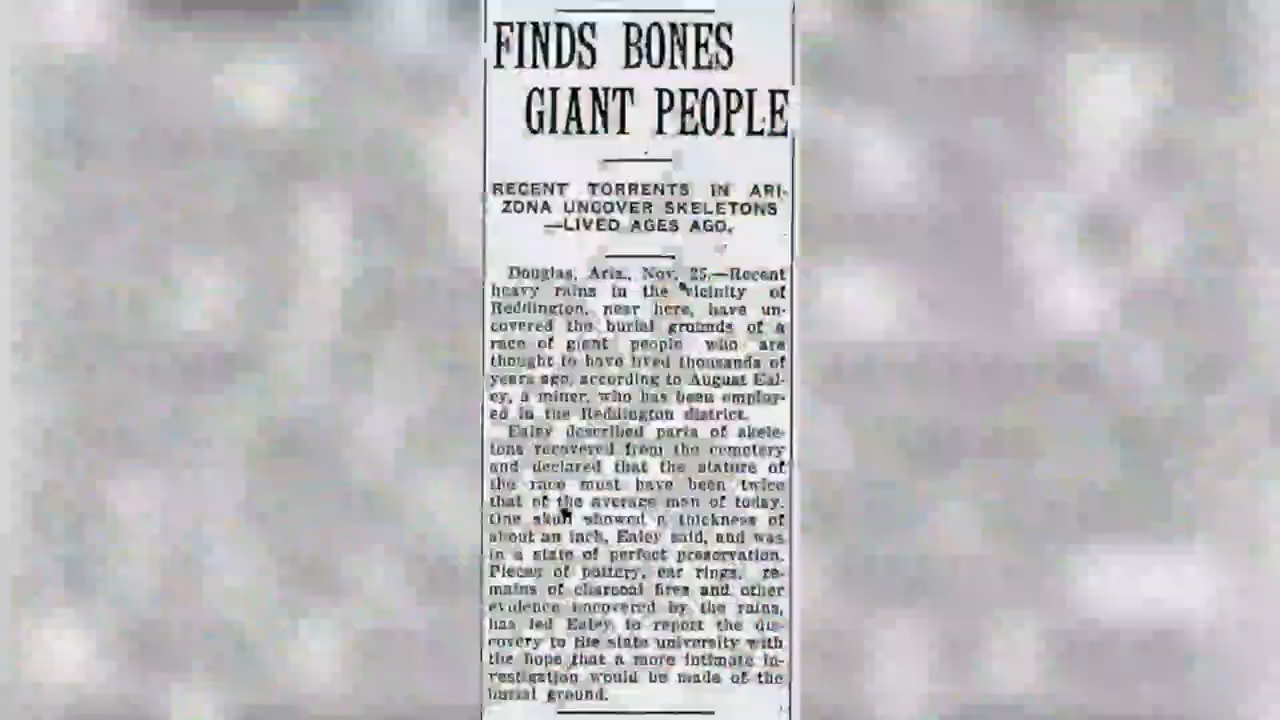 FINDS BONES
GIANT PEOPLE
RECENT TORRENTS IN ARI-
ZONA UNCOVER SKELETONS
—LIVED AGES AGO.
Douglas, Ariz., Nov. 25.—Recent
heavy rains in the vicinity of
Reddington, near here, have un-
covered the burial grounds of a
race of giant people who are
thought to have lived thousands of
years ago, according to August Eal-
ey, a miner, who has been employ-
ed in the Reddington district.
Ealey described parts of skele-
tons recovered from the cemetery
and declared that the stature of
the race must have been twice
that of the average man of today.
One skull showed a thickness of
about an inch, Ealey said, and was
in a state of perfect preservation.
Pieces of pottery, ear rings, re-
mains of charcoal fires and other
evidence uncovered by the rains,
has led Ealey to report the dis-
covery to the state university with
the hope that a more intimate in-
vestigation would be made of the
burial ground.